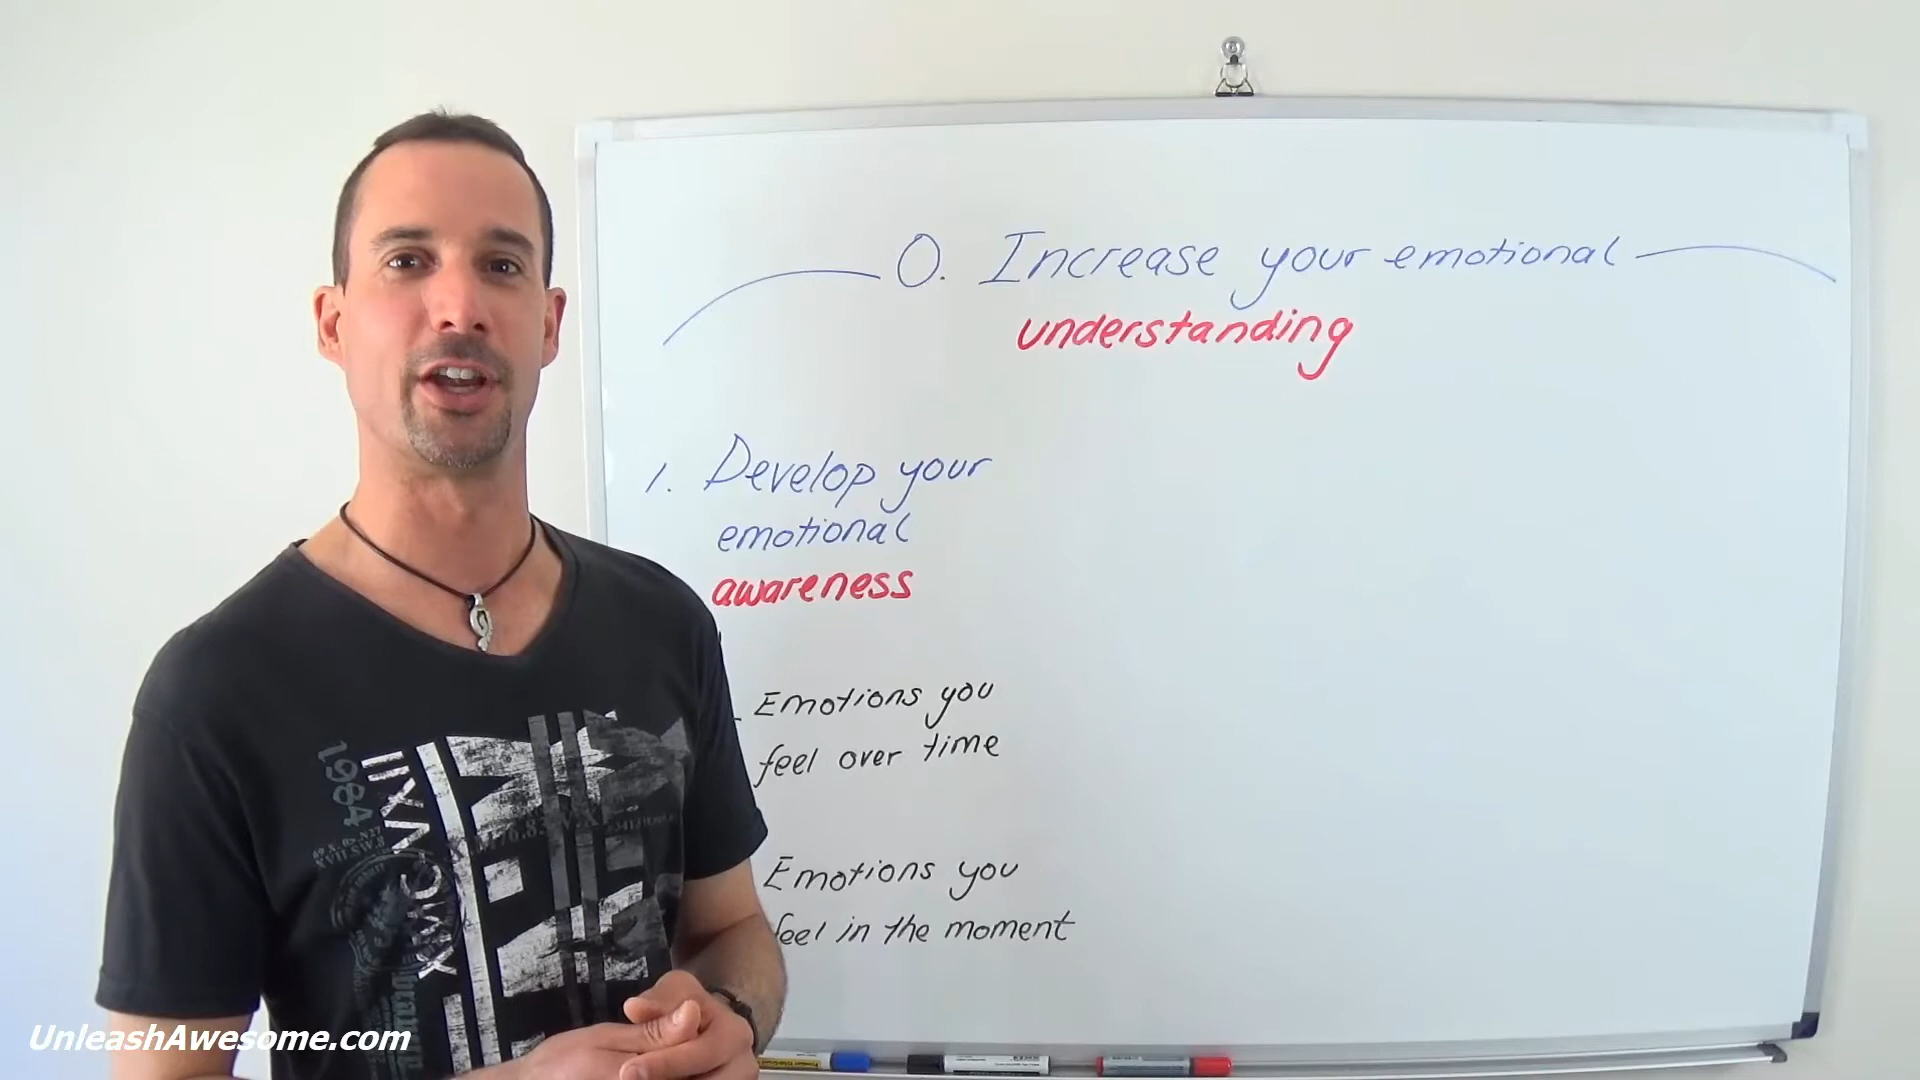 O. Increase your emotional
understanding
1. Develop your
emotional
awareness
Emotions you
feel over time
Emotions you
feel in the moment
1984
UnleashAwesome.com